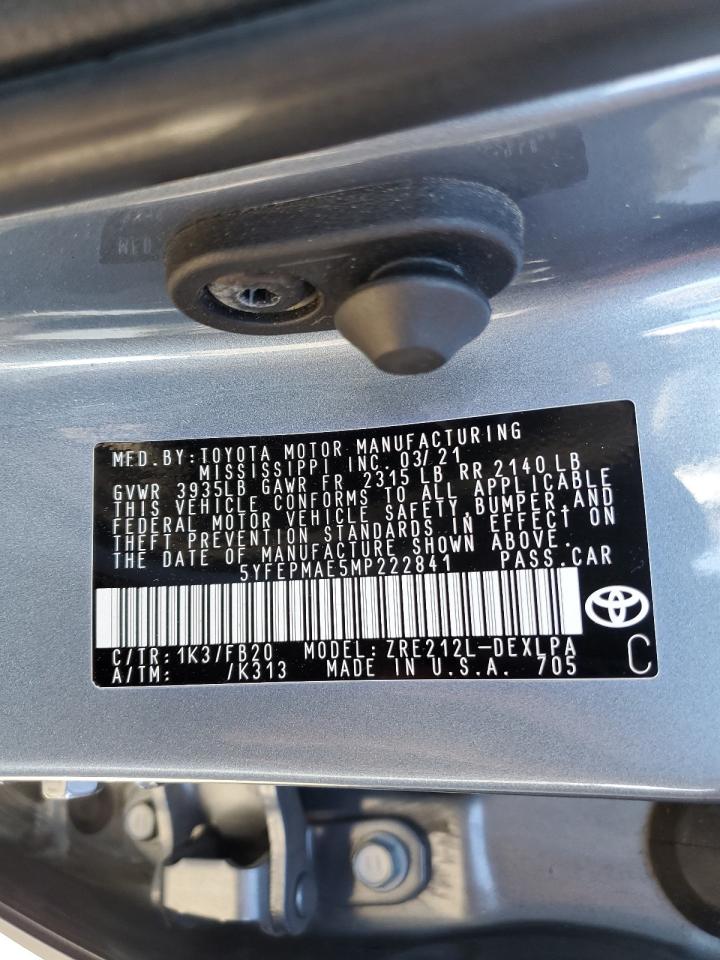 MFD.BY:TOYOTA MOTOR MANUFACTURING
MISSISSIPPI INC. 03/21
GVWR 3935LB GAWR FR 2315 LB RR 2140 LB
THIS VEHICLE CONFORMS TO ALL APPLICABLE
FEDERAL MOTOR VEHICLE SAFETY,BUMPER,AND
THEFT PREVENTION STANDARDS IN EFFECT ON
THE DATE OF MANUFACTURE SHOWN ABOVE.
5YFEPMAE5MP222841 PASS.CAR
C/TR:1K3/FB20 MODEL:ZRE212L-DEXLPA
A/TM: /K313 MADE IN U.S.A. 705 C